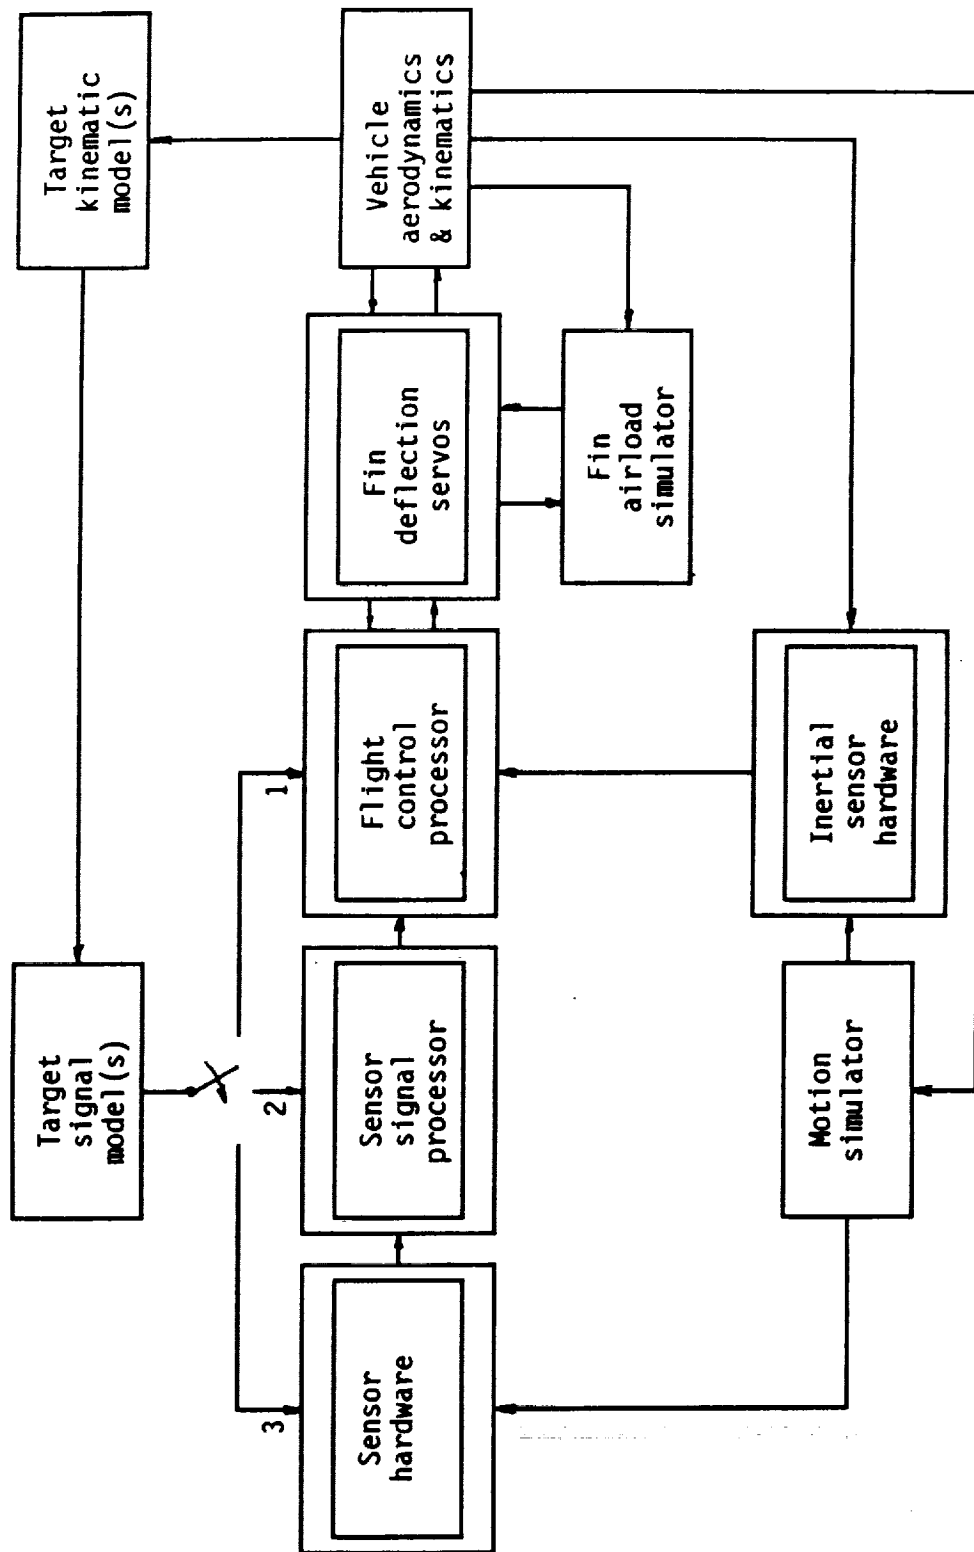 Target
signal
model(s)
Target
kinematic
model(s)
3
2
1
Sensor
hardware
Sensor
signal
processor
Flight
control
processor
Fin
deflection
servos
Vehicle
aerodynamics
& kinematics
Fin
airload
simulator
Motion
simulator
Inertial
sensor
hardware